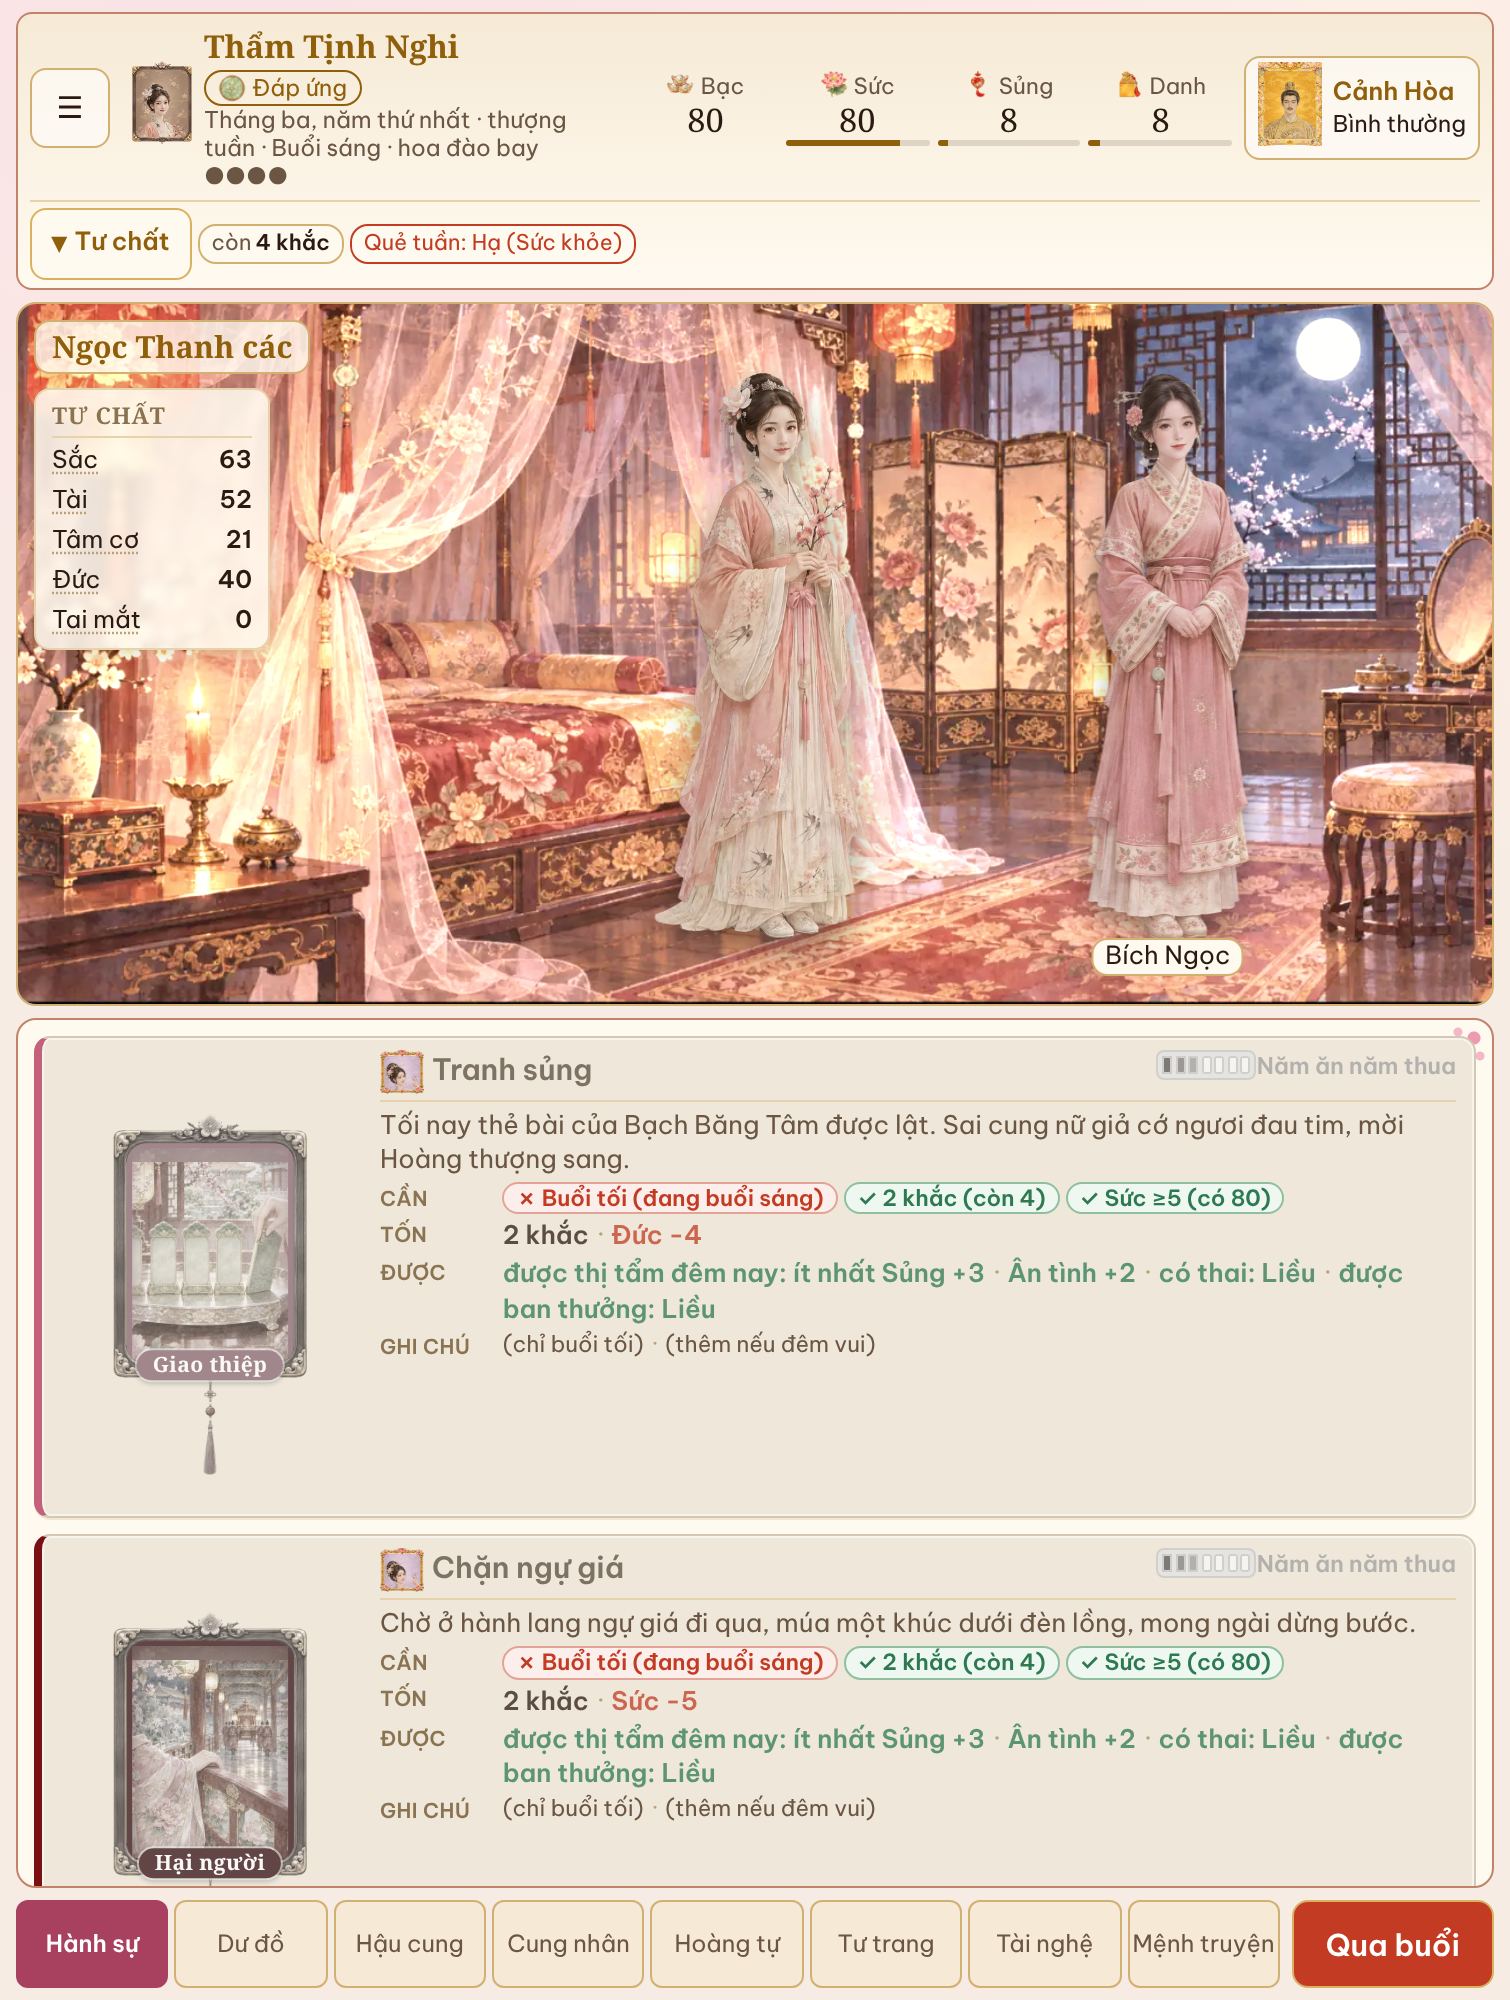 Thẩm Tịnh Nghi
Đáp ứng
Tháng ba, năm thứ nhất · thượng
tuần · Buổi sáng · hoa đào bay
Bạc
80
Sức
80
Sủng
8
Danh
8
Cảnh Hòa
Bình thường
▼ Tư chất
còn 4 khắc
Quẻ tuần: Hạ (Sức khỏe)
Ngọc Thanh các
TƯ CHẤT
Sắc 63
Tài 52
Tâm cơ 21
Đức 40
Tai mắt 0
Bích Ngọc
Tranh sủng
Năm ăn năm thua
Tối nay thẻ bài của Bạch Băng Tâm được lật. Sai cung nữ giả cớ ngươi đau tim, mời
Hoàng thượng sang.
CẦN × Buổi tối (đang buổi sáng) ✓ 2 khắc (còn 4) ✓ Sức ≥5 (có 80)
TỐN 2 khắc · Đức -4
ĐƯỢC được thị tẩm đêm nay: ít nhất Sủng +3 · Ân tình +2 · có thai: Liều · được
ban thưởng: Liều
GHI CHÚ (chỉ buổi tối) · (thêm nếu đêm vui)
Giao thiệp
Chặn ngự giá
Năm ăn năm thua
Chờ ở hành lang ngự giá đi qua, múa một khúc dưới đèn lồng, mong ngài dừng bước.
CẦN × Buổi tối (đang buổi sáng) ✓ 2 khắc (còn 4) ✓ Sức ≥5 (có 80)
TỐN 2 khắc · Sức -5
ĐƯỢC được thị tẩm đêm nay: ít nhất Sủng +3 · Ân tình +2 · có thai: Liều · được
ban thưởng: Liều
GHI CHÚ (chỉ buổi tối) · (thêm nếu đêm vui)
Hại người
Hành sự
Dư đồ
Hậu cung
Cung nhân
Hoàng tự
Tư trang
Tài nghệ
Mệnh truyện
Qua buổi